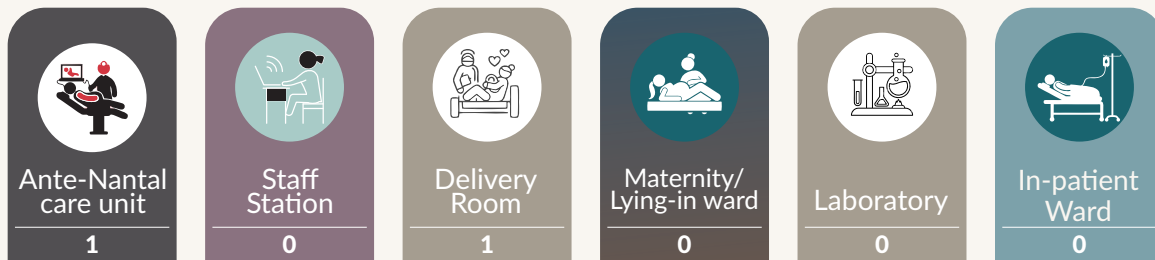 Ante-Nantal
care unit
1
Staff
Station
0
Delivery
Room
1
Maternity/
Lying-in ward
0
Laboratory
0
In-patient
Ward
0